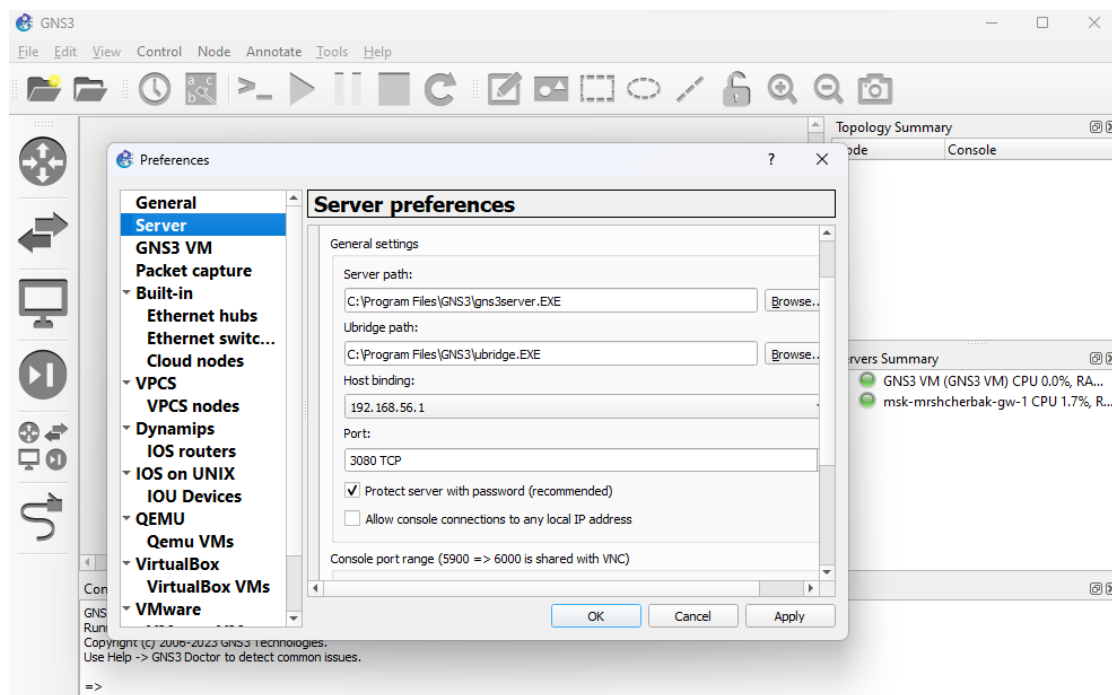 GNS3
File Edit View Control Node Annotate Tools Help
Topology Summary
Console
Preferences
?
General
Server
GNS3 VM
Packet capture
Built-in
Ethernet hubs
Ethernet switc...
Cloud nodes
VPCS
VPCS nodes
Dynamips
IOS routers
IOS on UNIX
IOU Devices
QEMU
Qemu VMs
VirtualBox
VirtualBox VMs
VMware
Server preferences
General settings
Server path:
C:\Program Files\GNS3\gns3server.EXE
Browse..
Ubridge path:
C:\Program Files\GNS3\ubridge.EXE
Browse..
Host binding:
192.168.56.1
Port:
3080 TCP
Protect server with password (recommended)
Allow console connections to any local IP address
Console port range (5900 => 6000 is shared with VNC)
OK Cancel Apply
ervers Summary
GNS3 VM (GNS3 VM) CPU 0.0%, RA...
msk-mrshcherbak-gw-1 CPU 1.7%, R...
Con
GNS
Runi
Copyright (c) 2006-2023 GNS3 Technologies.
Use Help -> GNS3 Doctor to detect common issues.
=>